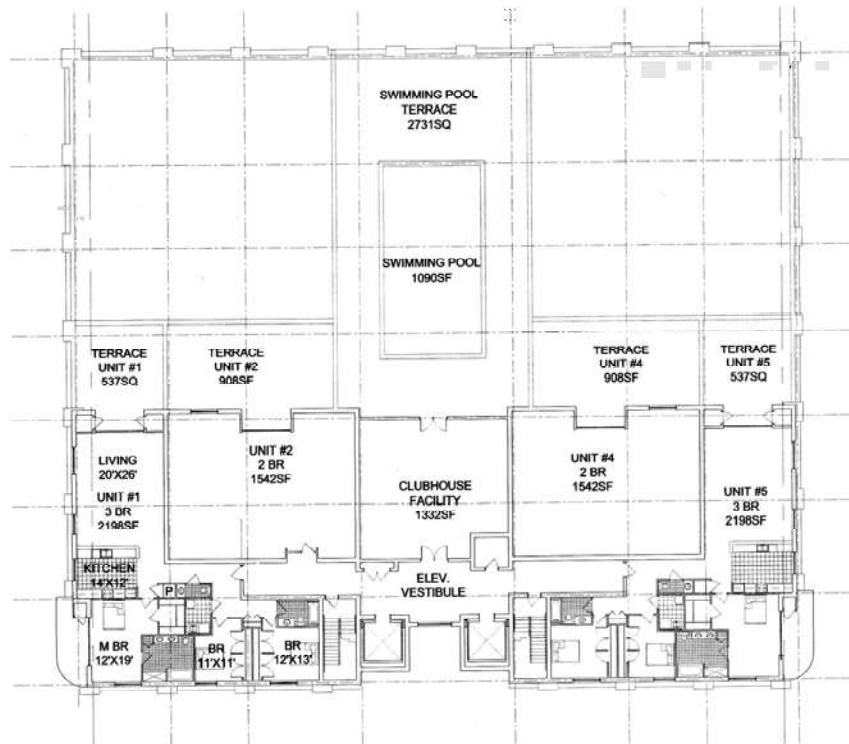 SWIMMING POOL
TERRACE
2731SQ
SWIMMING POOL
1090SF
TERRACE
UNIT #1
537SQ
TERRACE
UNIT #2
908SF
TERRACE
UNIT #4
908SF
TERRACE
UNIT #5
537SQ
LIVING
20'X26'
UNIT #1
3 BR
2198SF
UNIT #2
2 BR
1542SF
CLUBHOUSE
FACILITY
1332SF
UNIT #4
2 BR
1542SF
UNIT #5
3 BR
2198SF
KITCHEN
14'X12'
P
ELEV.
VESTIBULE
M BR
12'X19'
BR
11'X11'
BR
12'X13'